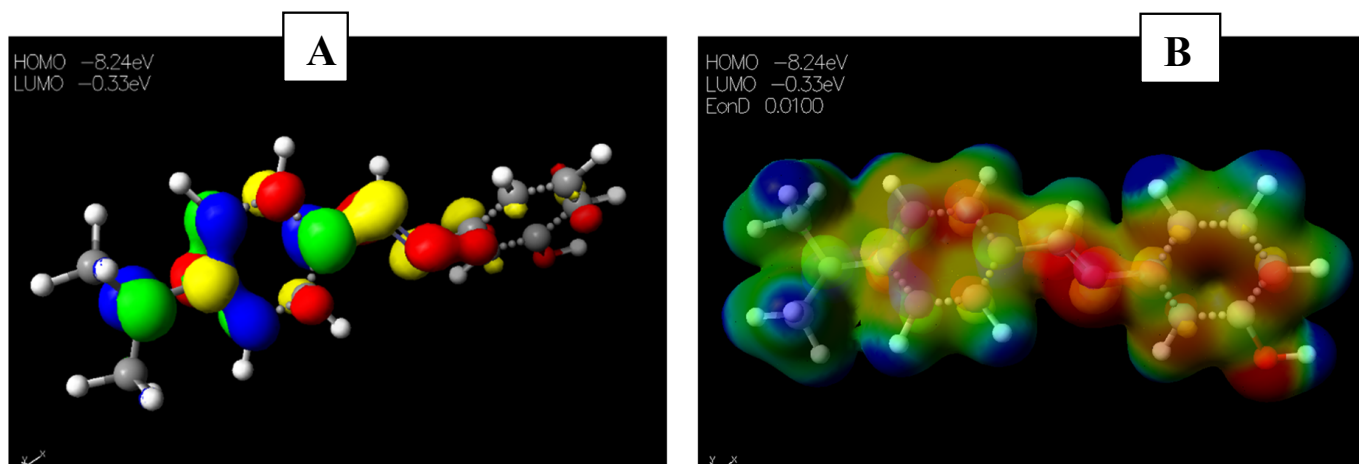 A
HOMO −8.24eV
LUMO −0.33eV
x
y
B
HOMO −8.24eV
LUMO −0.33eV
EonD 0.0100
y x